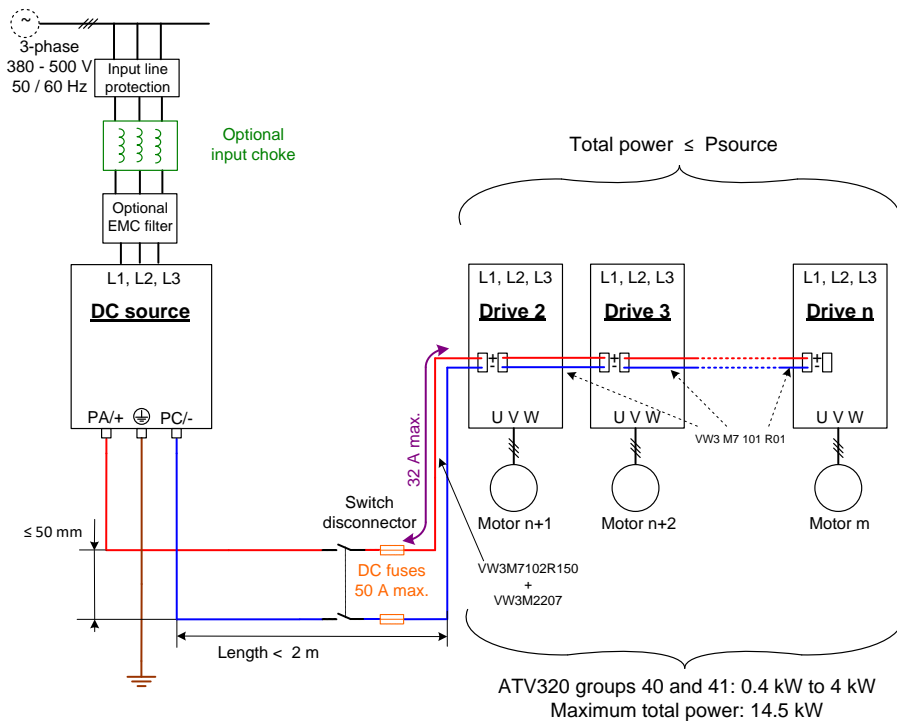 ~
3-phase
380 - 500 V
50 / 60 Hz
Input line
protection
Optional
input choke
Optional
EMC filter
L1, L2, L3
DC source
PA/+
PC/-
≤ 50 mm
Switch
disconnector
DC fuses
50 A max.
Length < 2 m
32 A max.
Total power ≤ Psource
L1, L2, L3
Drive 2
+
-
U V W
Motor n+1
L1, L2, L3
Drive 3
+
-
U V W
Motor n+2
L1, L2, L3
Drive n
+
-
U V W
Motor m
VW3 M7 101 R01
VW3M7102R150
+
VW3M2207
ATV320 groups 40 and 41: 0.4 kW to 4 kW
Maximum total power: 14.5 kW